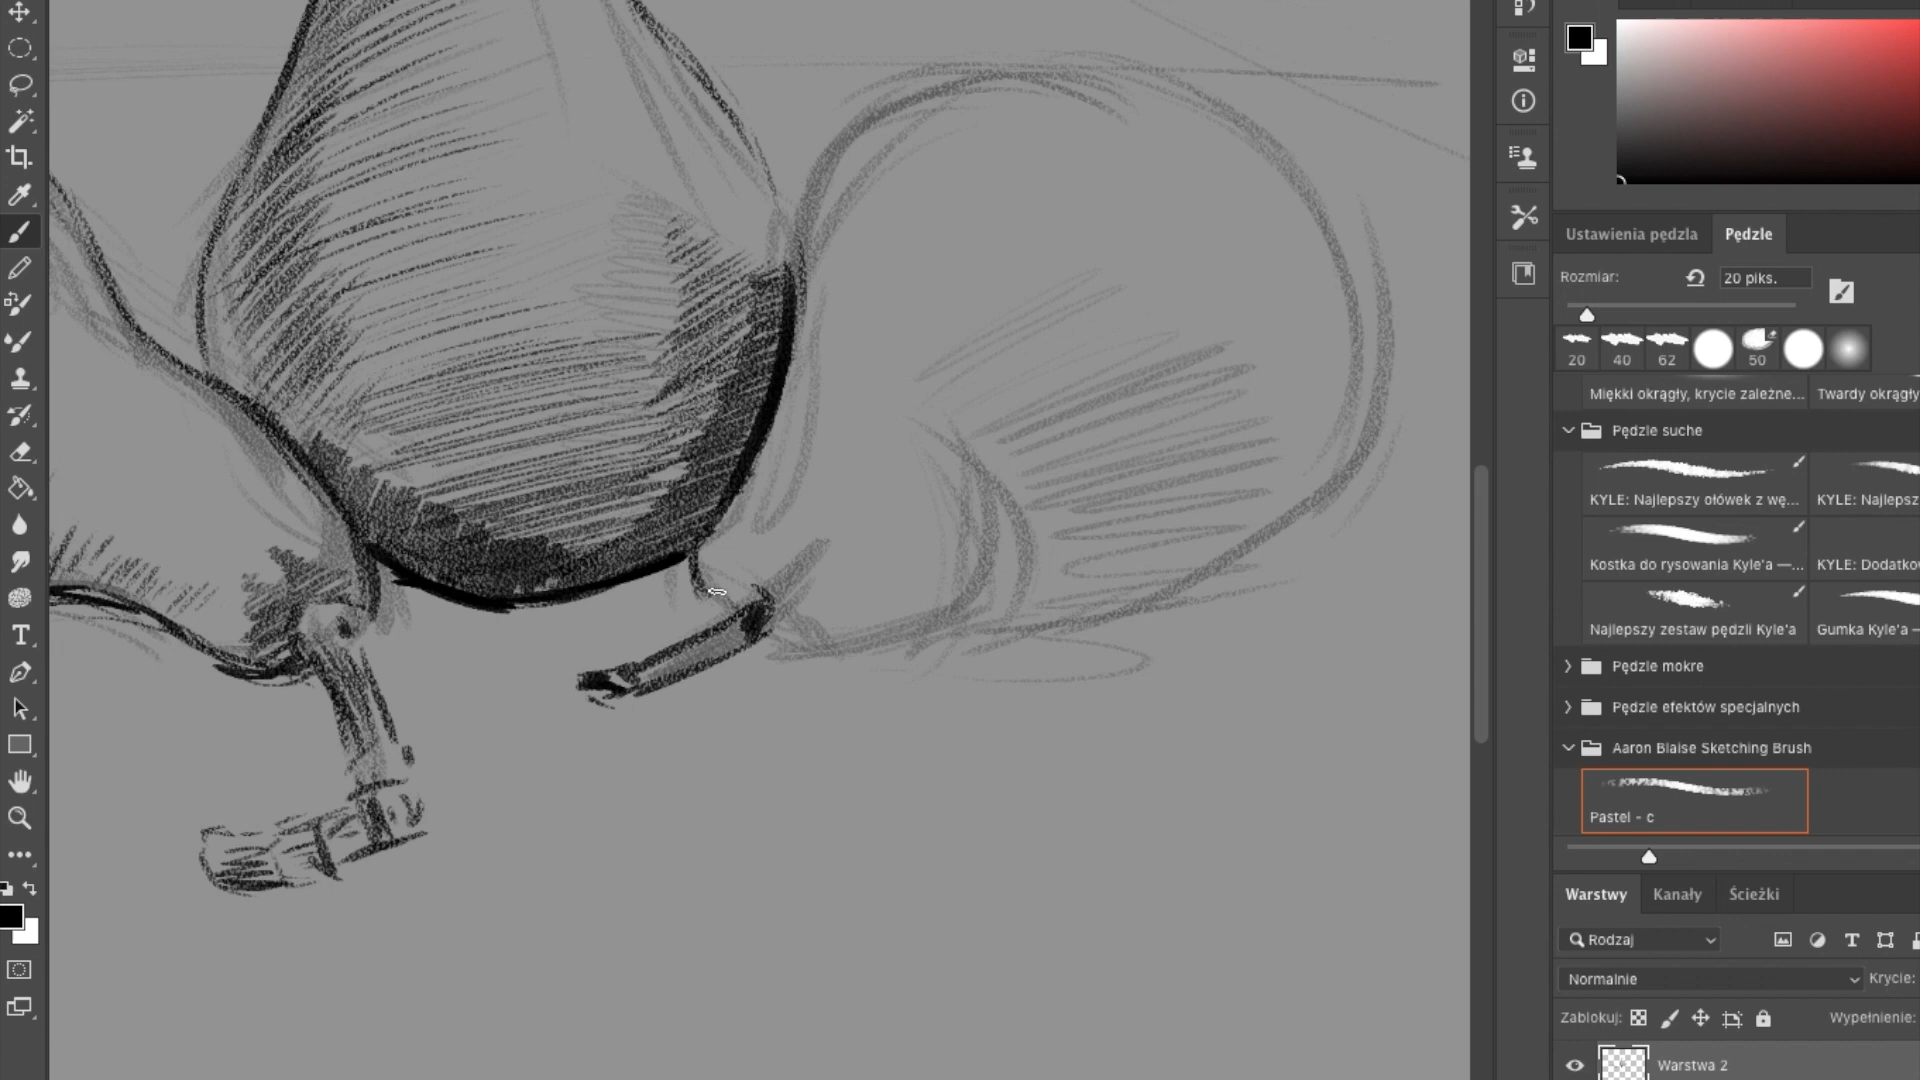 Ustawienia pędzla Pędzle
Rozmiar: 20 piks.
20 40 62 50
Miękki okrągły, krycie zależne... Twardy okrągły
Pędzle suche
KYLE: Najlepszy ołówek z wę... KYLE: Najlepsz
Kostka do rysowania Kyle'a —... KYLE: Dodatkow
Najlepszy zestaw pędzli Kyle'a Gumka Kyle'a —
Pędzle mokre
Pędzle efektów specjalnych
Aaron Blaise Sketching Brush
Pastel - c
Warstwy Kanały Ścieżki
Rodzaj
Normalnie Krycie:
Zablokuj: Wypełnienie:
Warstwa 2